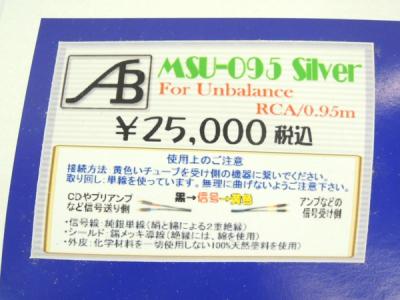 AB
MSU-095 Silver
For Unbalance
RCA/0.95m
¥25,000 税込
使用上のご注意
接続方法: 黄色いチューブを受け側の機器に繋いでください。
取り回し: 単線を使っています。無理に曲げないようご注意下さい。
CDやプリアンプ
など信号送り側
黒→信号→黄色
アンプなどの
信号受け側
・信号線: 純銀単線(絹と綿による2重絶縁)
・シールド: 錫メッキ導線(絶縁には、綿を使用)
・外皮: 化学材料を一切使用しない100%天然塗料を使用)